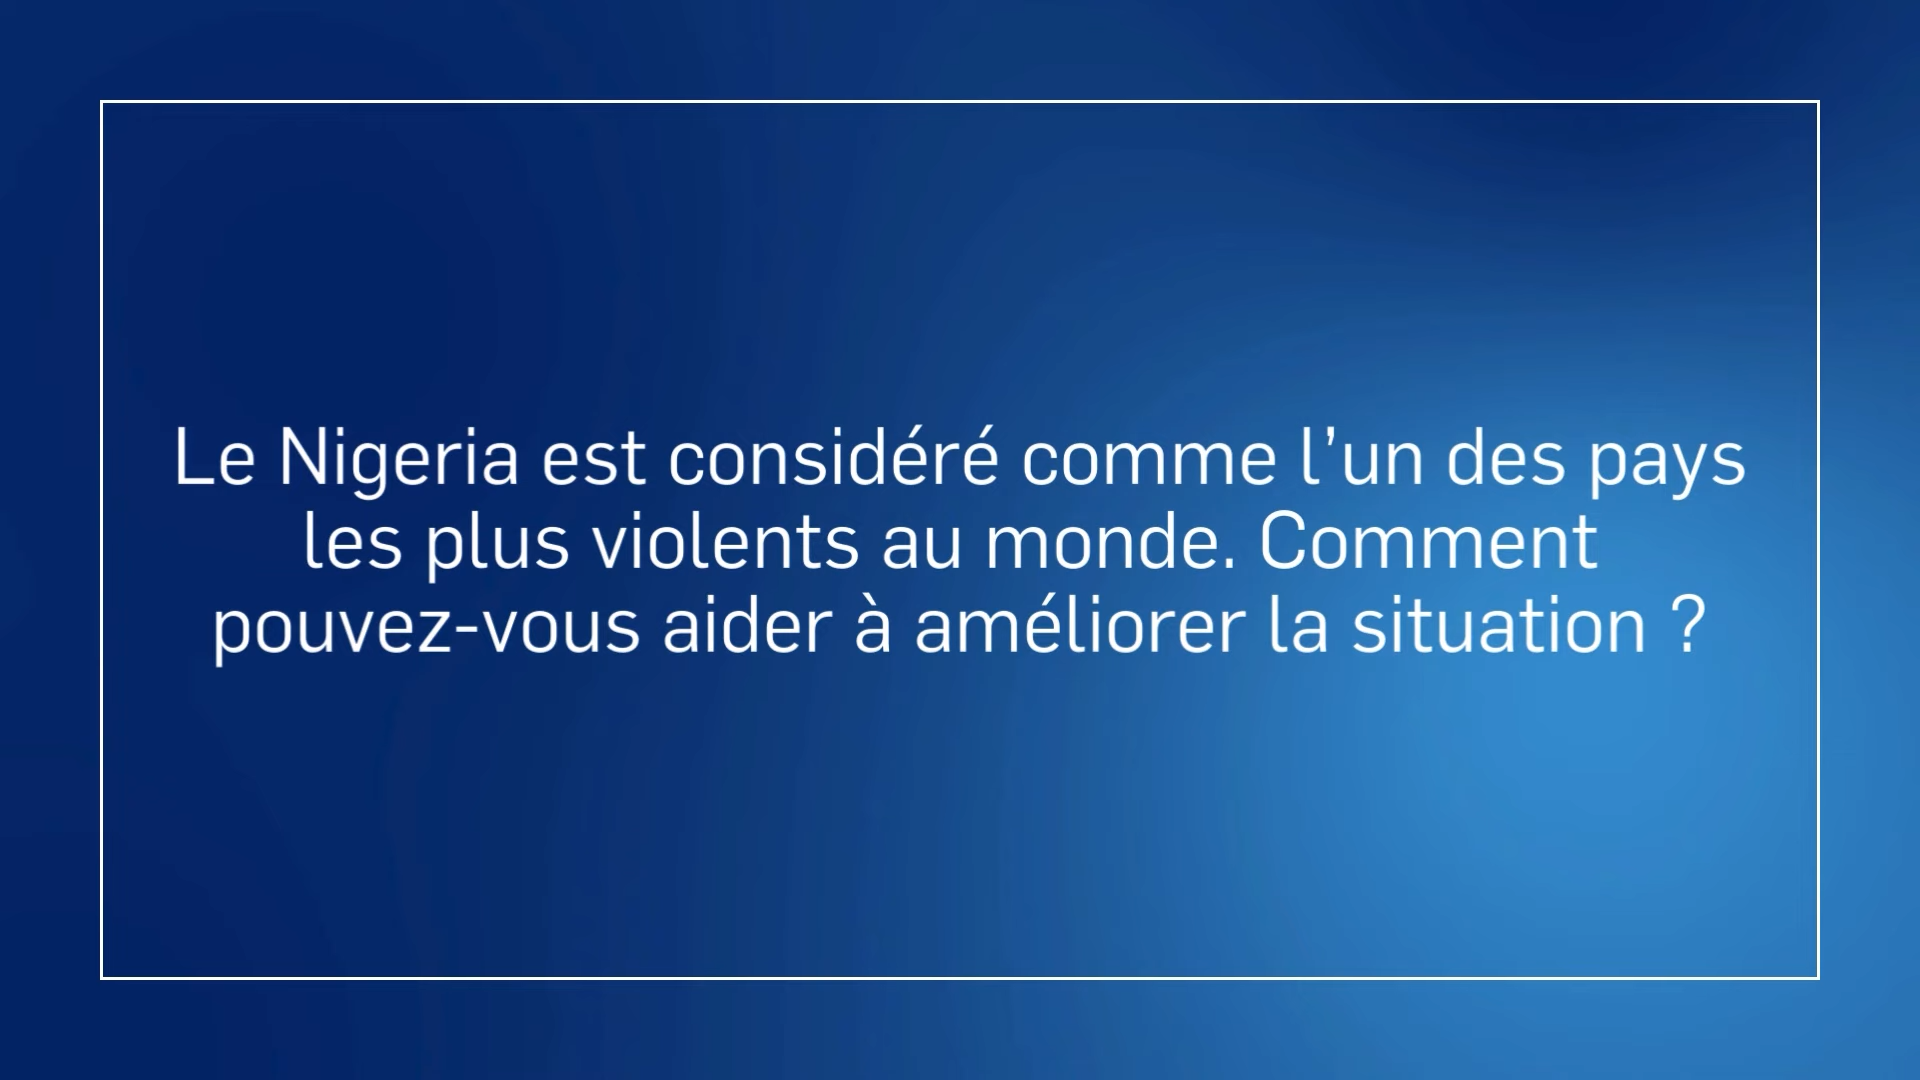 Le Nigeria est considéré comme l’un des pays
les plus violents au monde. Comment
pouvez-vous aider à améliorer la situation ?